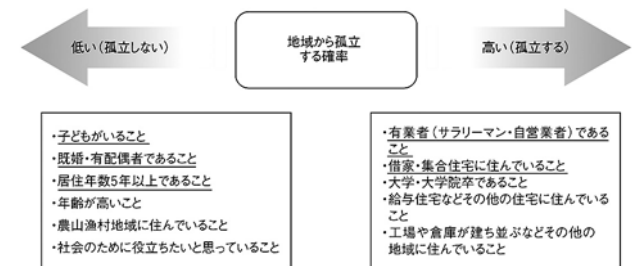 低い（孤立しない）
地域から孤立
する確率
高い（孤立する）
・子どもがいること
・既婚・有配偶者であること
・居住年数5年以上であること
・年齢が高いこと
・農山漁村地域に住んでいること
・社会のために役立ちたいと思っていること
・有業者（サラリーマン・自営業者）である
こと
・借家・集合住宅に住んでいること
・大学・大学院卒であること
・給与住宅などその他の住宅に住んでいる
こと
・工場や倉庫が建ち並ぶなどその他の
地域に住んでいること